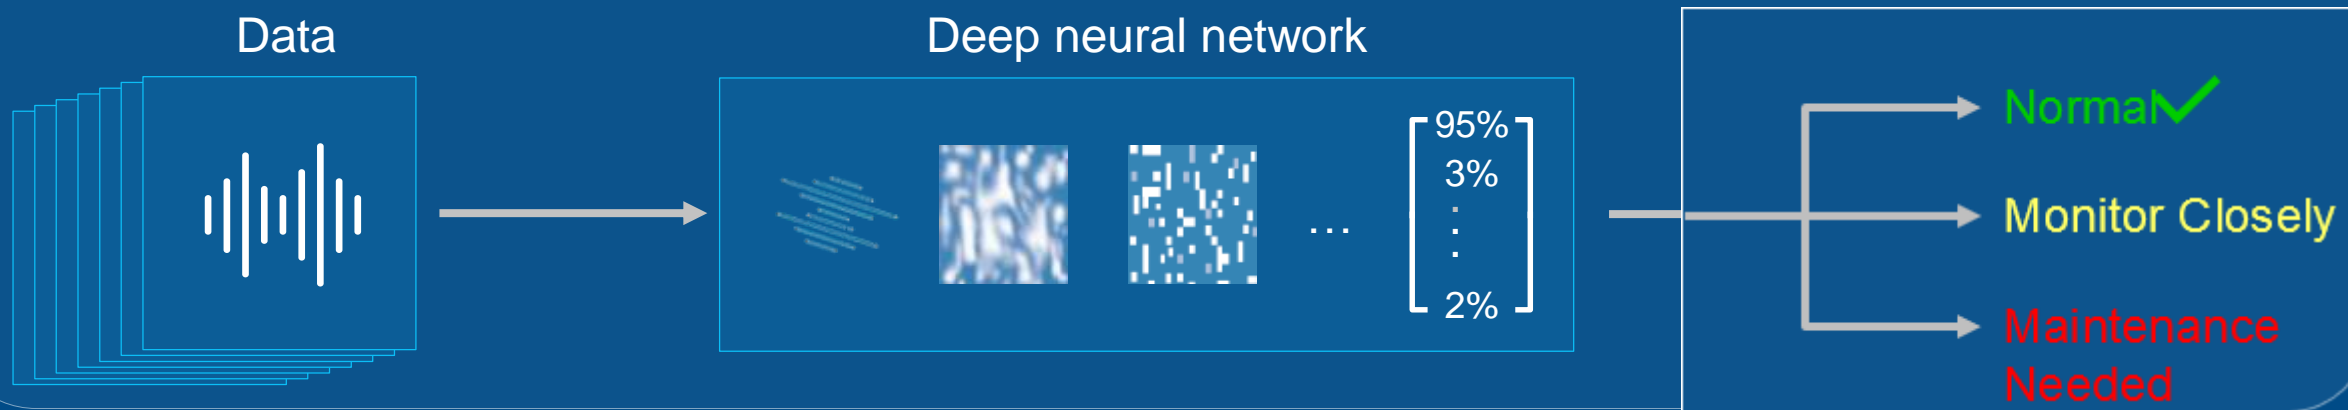 Data
Deep neural network
95%
3%
:
:
2%
…
Normal
Monitor Closely
Maintenance
Needed